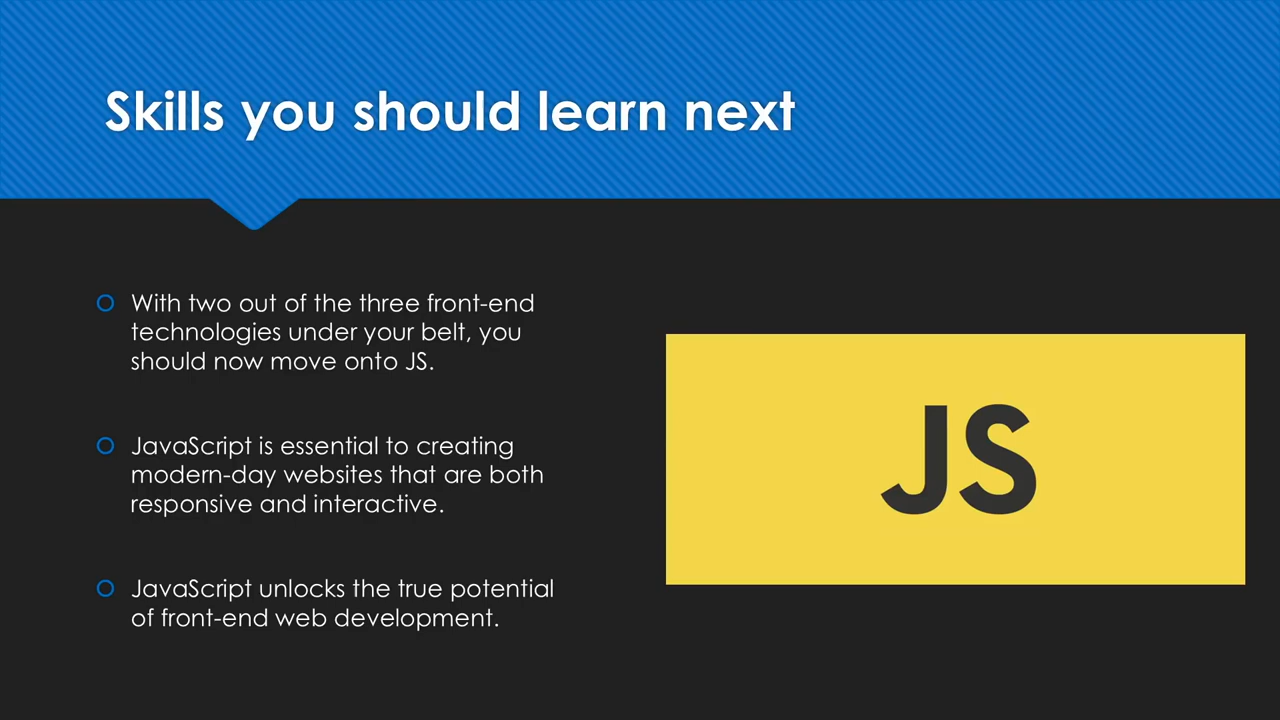 Skills you should learn next
With two out of the three front-end
technologies under your belt, you
should now move onto JS.
JavaScript is essential to creating
modern-day websites that are both
responsive and interactive.
JavaScript unlocks the true potential
of front-end web development.
JS